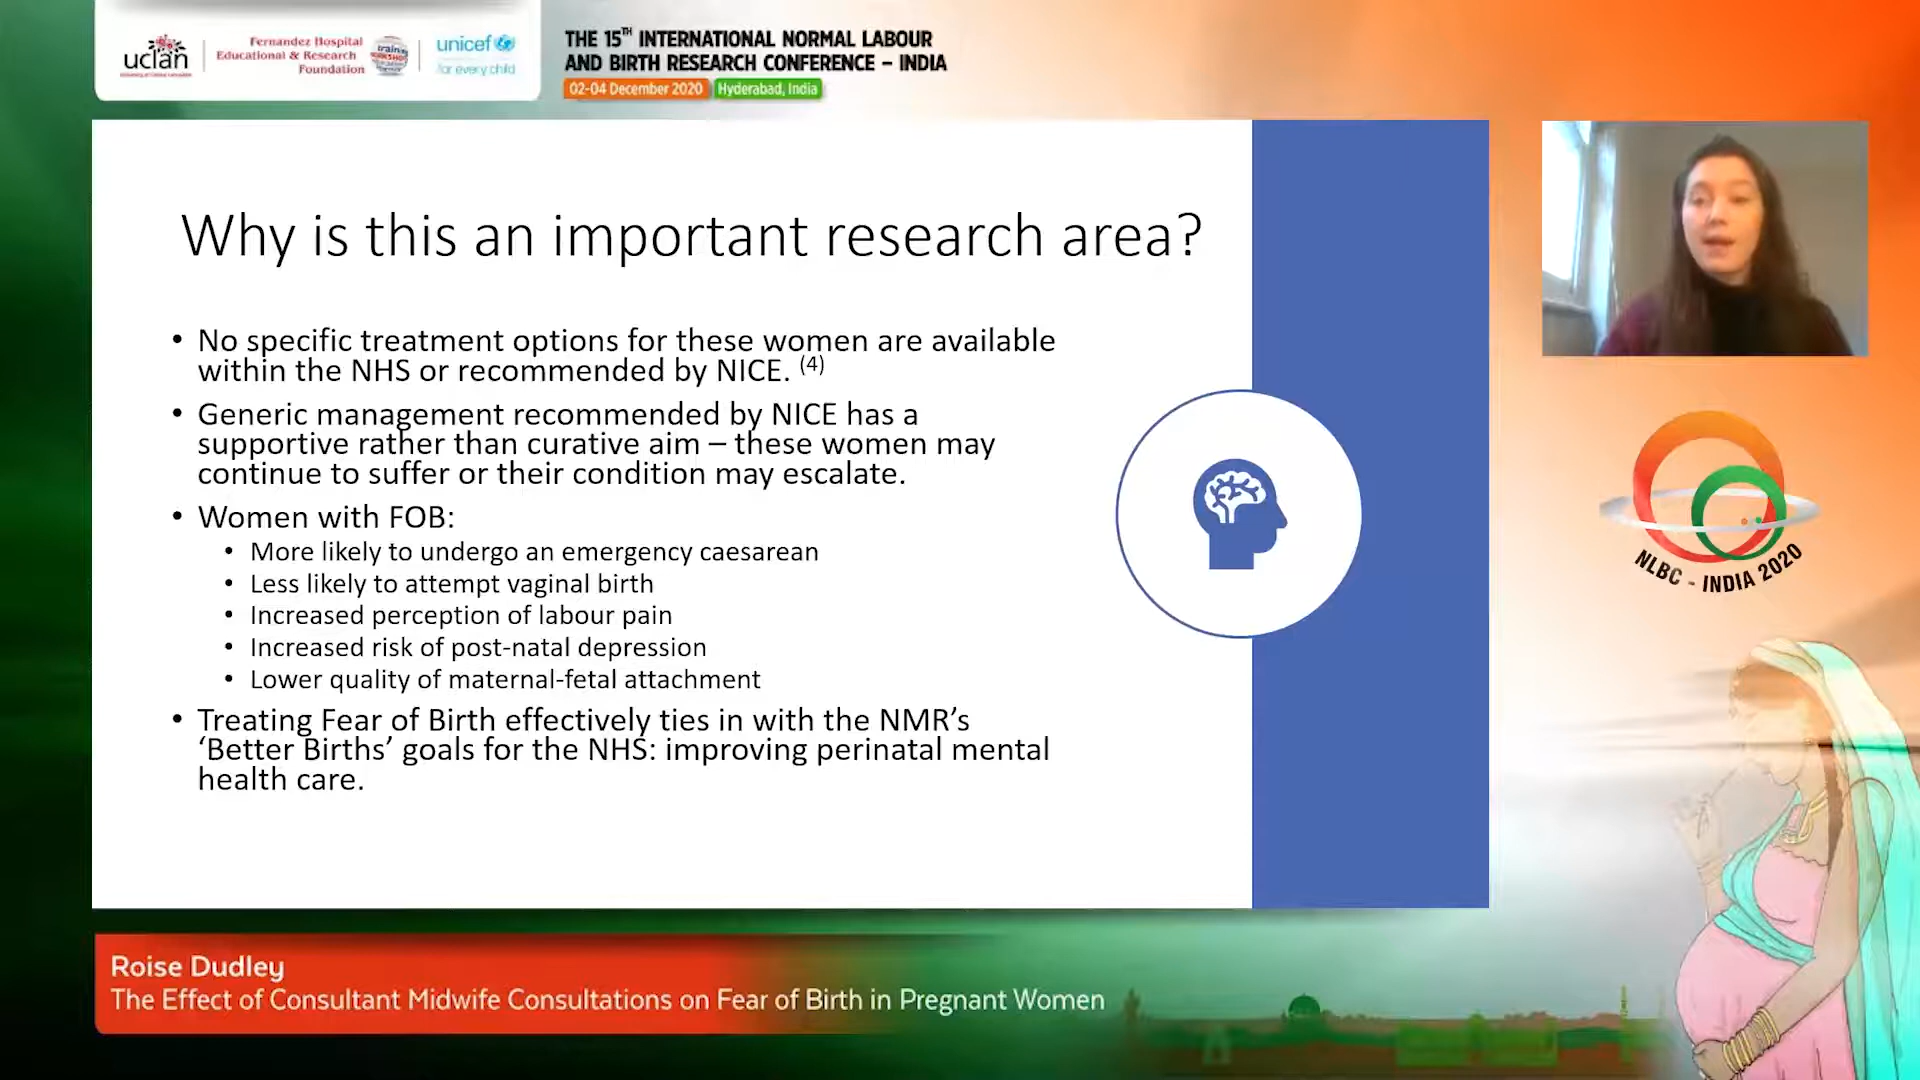 uclan
Fernandez Hospital
Educational & Research
Foundation
unicef
for every child
THE 15TH INTERNATIONAL NORMAL LABOUR
AND BIRTH RESEARCH CONFERENCE – INDIA
02-04 December 2020 Hyderabad, India
Why is this an important research area?
• No specific treatment options for these women are available
within the NHS or recommended by NICE. (4)
• Generic management recommended by NICE has a
supportive rather than curative aim – these women may
continue to suffer or their condition may escalate.
• Women with FOB:
• More likely to undergo an emergency caesarean
• Less likely to attempt vaginal birth
• Increased perception of labour pain
• Increased risk of post-natal depression
• Lower quality of maternal-fetal attachment
• Treating Fear of Birth effectively ties in with the NMR’s
‘Better Births’ goals for the NHS: improving perinatal mental
health care.
NLBC - INDIA 2020
Roise Dudley
The Effect of Consultant Midwife Consultations on Fear of Birth in Pregnant Women